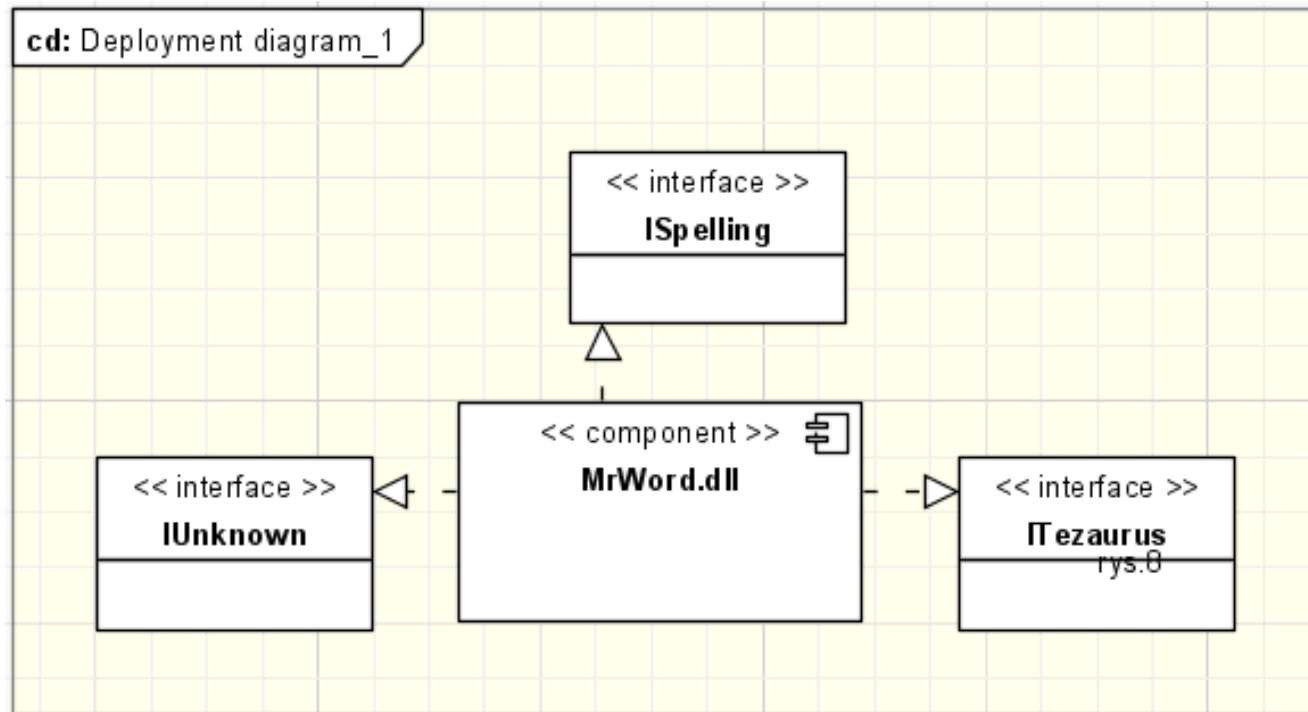 cd: Deployment diagram_1
<< interface >>
ISpelling
<< component >>
MrWord.dll
<< interface >>
IUnknown
<< interface >>
ITezaurus
rys.8